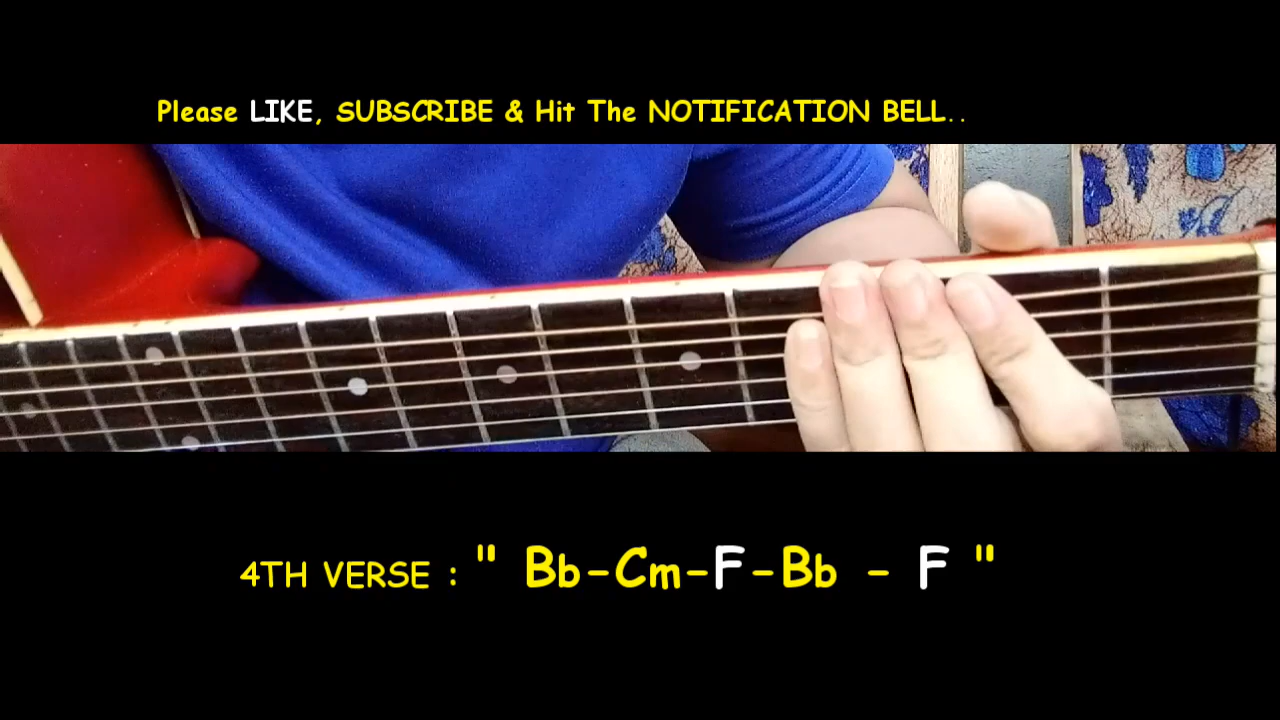 Please LIKE, SUBSCRIBE & Hit The NOTIFICATION BELL..
4TH VERSE : " Bb-Cm-F-Bb - F "